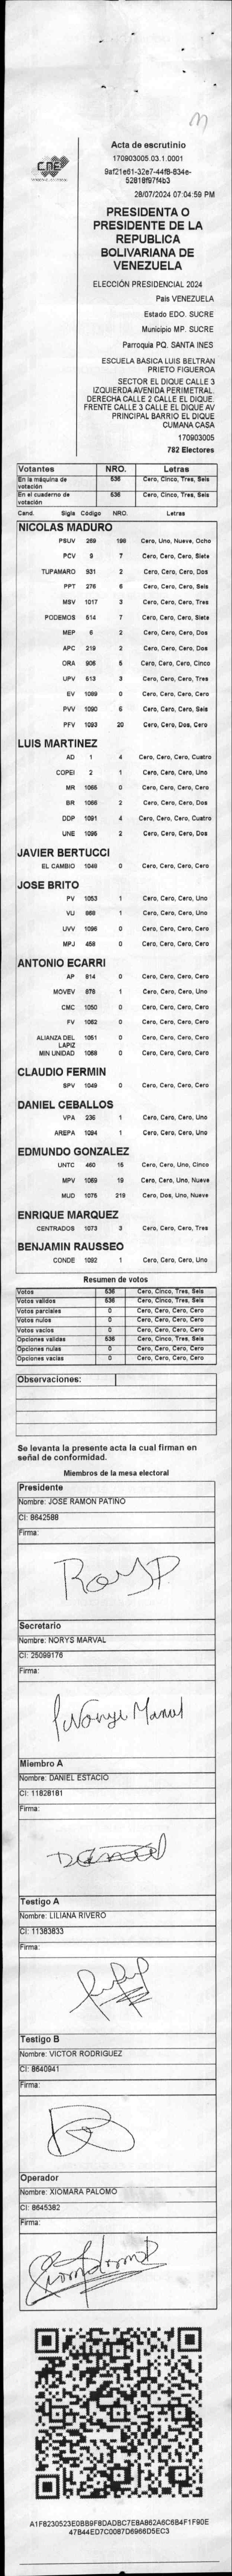 CNE
Acta de escrutinio
170903005.03.1.0001
9af21e61-32e7-44f8-834e-
52818f97f4b3
28/07/2024 07:04:59 PM
PRESIDENTA O
PRESIDENTE DE LA
REPUBLICA
BOLIVARIANA DE
VENEZUELA
ELECCIÓN PRESIDENCIAL 2024
País VENEZUELA
Estado EDO. SUCRE
Municipio MP. SUCRE
Parroquia PQ. SANTA INES
ESCUELA BASICA LUIS BELTRAN
PRIETO FIGUEROA
SECTOR EL DIQUE CALLE 3
IZQUIERDA AVENIDA PERIMETRAL.
DERECHA CALLE 2 CALLE EL DIQUE.
FRENTE CALLE 3 CALLE EL DIQUE AV
PRINCIPAL BARRIO EL DIQUE
CUMANA CASA
170903005
782 Electores
Votantes NRO. Letras
En la máquina de votación 536 Cero, Cinco, Tres, Seis
En el cuaderno de votación 536 Cero, Cinco, Tres, Seis
Cand. Sigla Código NRO. Letras
NICOLAS MADURO
PSUV 269 198 Cero, Uno, Nueve, Ocho
PCV 9 7 Cero, Cero, Cero, Siete
TUPAMARO 931 2 Cero, Cero, Cero, Dos
PPT 276 6 Cero, Cero, Cero, Seis
MSV 1017 3 Cero, Cero, Cero, Tres
PODEMOS 514 7 Cero, Cero, Cero, Siete
MEP 6 2 Cero, Cero, Cero, Dos
APC 219 2 Cero, Cero, Cero, Dos
ORA 906 5 Cero, Cero, Cero, Cinco
UPV 513 3 Cero, Cero, Cero, Tres
EV 1089 0 Cero, Cero, Cero, Cero
PVV 1090 6 Cero, Cero, Cero, Seis
PFV 1093 20 Cero, Cero, Dos, Cero
LUIS MARTINEZ
AD 1 4 Cero, Cero, Cero, Cuatro
COPEI 2 1 Cero, Cero, Cero, Uno
MR 1065 0 Cero, Cero, Cero, Cero
BR 1066 2 Cero, Cero, Cero, Dos
DDP 1091 4 Cero, Cero, Cero, Cuatro
UNE 1095 2 Cero, Cero, Cero, Dos
JAVIER BERTUCCI
EL CAMBIO 1048 0 Cero, Cero, Cero, Cero
JOSE BRITO
PV 1053 1 Cero, Cero, Cero, Uno
VU 968 1 Cero, Cero, Cero, Uno
UVV 1096 0 Cero, Cero, Cero, Cero
MPJ 458 0 Cero, Cero, Cero, Cero
ANTONIO ECARRI
AP 914 0 Cero, Cero, Cero, Cero
MOVEV 876 1 Cero, Cero, Cero, Uno
CMC 1050 0 Cero, Cero, Cero, Cero
FV 1082 0 Cero, Cero, Cero, Cero
ALIANZA DEL LAPIZ 1051 0 Cero, Cero, Cero, Cero
MIN UNIDAD 1068 0 Cero, Cero, Cero, Cero
CLAUDIO FERMIN
SPV 1049 0 Cero, Cero, Cero, Cero
DANIEL CEBALLOS
VPA 236 1 Cero, Cero, Cero, Uno
AREPA 1094 1 Cero, Cero, Cero, Uno
EDMUNDO GONZALEZ
UNTC 460 15 Cero, Cero, Uno, Cinco
MPV 1069 19 Cero, Cero, Uno, Nueve
MUD 1076 219 Cero, Dos, Uno, Nueve
ENRIQUE MARQUEZ
CENTRADOS 1073 3 Cero, Cero, Cero, Tres
BENJAMIN RAUSSEO
CONDE 1092 1 Cero, Cero, Cero, Uno
Resumen de votos
Votos 536 Cero, Cinco, Tres, Seis
Votos validos 536 Cero, Cinco, Tres, Seis
Votos parciales 0 Cero, Cero, Cero, Cero
Votos nulos 0 Cero, Cero, Cero, Cero
Votos vacios 0 Cero, Cero, Cero, Cero
Opciones validas 536 Cero, Cinco, Tres, Seis
Opciones nulas 0 Cero, Cero, Cero, Cero
Opciones vacias 0 Cero, Cero, Cero, Cero
Observaciones:
Se levanta la presente acta la cual firman en
señal de conformidad.
Miembros de la mesa electoral
Presidente
Nombre: JOSE RAMON PATIÑO
CI: 8642588
Firma:
Secretario
Nombre: NORYS MARVAL
CI: 25099176
Firma:
Miembro A
Nombre: DANIEL ESTACIO
CI: 11828181
Firma:
Testigo A
Nombre: LILIANA RIVERO
CI: 11383833
Firma:
Testigo B
Nombre: VICTOR RODRIGUEZ
CI: 8640941
Firma:
Operador
Nombre: XIOMARA PALOMO
CI: 8645382
Firma:
A1F8230523E0BB9F8DADBC7E8A862A6C6B4F1F90E
47B44ED7C0087D6966D5EC3